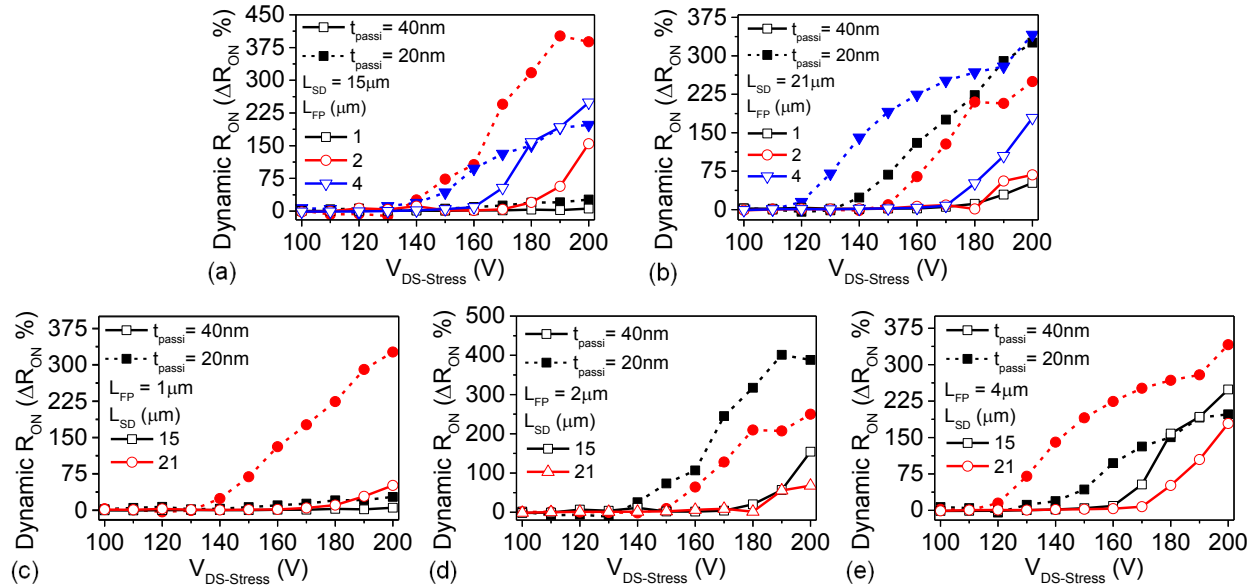 Dynamic R_ON (ΔR_ON %)
450
375
300
225
150
75
0
t_passi = 40nm
t_passi = 20nm
L_SD = 15μm
L_FP (μm)
1
2
4
100 120 140 160 180 200
V_DS-Stress (V)
(a)
Dynamic R_ON (ΔR_ON %)
375
300
225
150
75
0
t_passi = 40nm
t_passi = 20nm
L_SD = 21μm
L_FP (μm)
1
2
4
100 120 140 160 180 200
V_DS-Stress (V)
(b)
Dynamic R_ON (ΔR_ON %)
375
300
225
150
75
0
t_passi = 40nm
t_passi = 20nm
L_FP = 1μm
L_SD (μm)
15
21
100 120 140 160 180 200
V_DS-Stress (V)
(c)
Dynamic R_ON (ΔR_ON %)
500
400
300
200
100
0
t_passi = 40nm
t_passi = 20nm
L_FP = 2μm
L_SD (μm)
15
21
100 120 140 160 180 200
V_DS-Stress (V)
(d)
Dynamic R_ON (ΔR_ON %)
375
300
225
150
75
0
t_passi = 40nm
t_passi = 20nm
L_FP = 4μm
L_SD (μm)
15
21
100 120 140 160 180 200
V_DS-Stress (V)
(e)